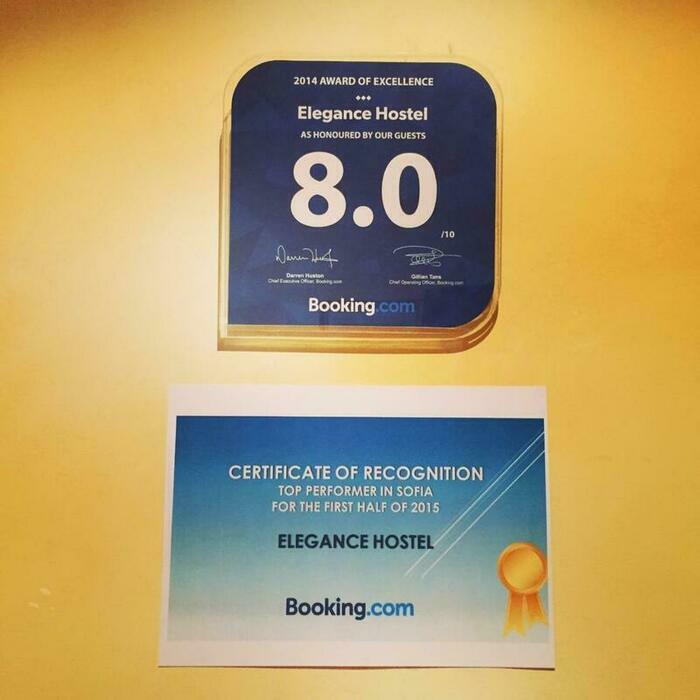 2014 AWARD OF EXCELLENCE
Elegance Hostel
AS HONOURED BY OUR GUESTS
8.0
/10
Darren Huston
Gillian Tans
Chief Executive Officer, Booking.com
Chief Operating Officer, Booking.com
Booking.com
CERTIFICATE OF RECOGNITION
TOP PERFORMER IN SOFIA
FOR THE FIRST HALF OF 2015
ELEGANCE HOSTEL
Booking.com